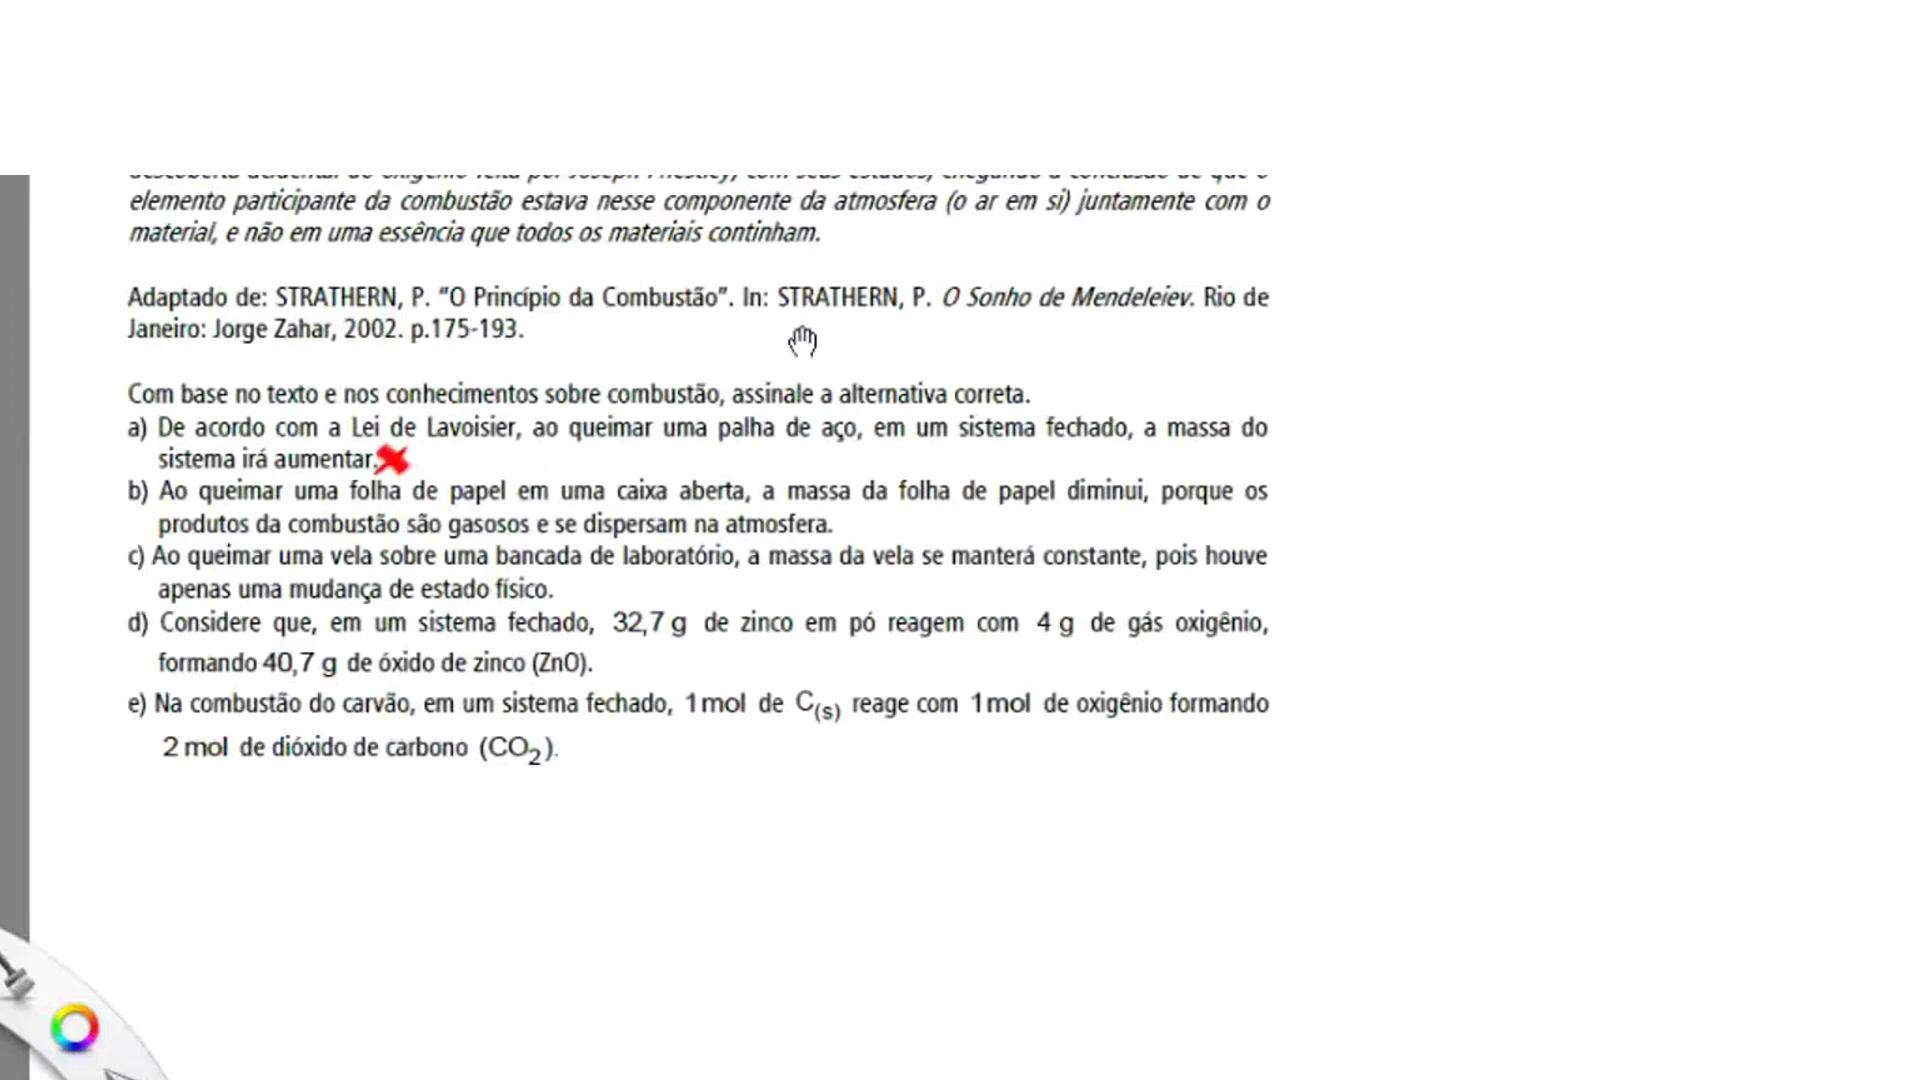 elemento participante da combustão estava nesse componente da atmosfera (o ar em si) juntamente com o
material, e não em uma essência que todos os materiais continham.
Adaptado de: STRATHERN, P. "O Princípio da Combustão". In: STRATHERN, P. O Sonho de Mendeleiev. Rio de
Janeiro: Jorge Zahar, 2002. p.175-193.
Com base no texto e nos conhecimentos sobre combustão, assinale a alternativa correta.
a) De acordo com a Lei de Lavoisier, ao queimar uma palha de aço, em um sistema fechado, a massa do
sistema irá aumentar.
b) Ao queimar uma folha de papel em uma caixa aberta, a massa da folha de papel diminui, porque os
produtos da combustão são gasosos e se dispersam na atmosfera.
c) Ao queimar uma vela sobre uma bancada de laboratório, a massa da vela se manterá constante, pois houve
apenas uma mudança de estado físico.
d) Considere que, em um sistema fechado, 32,7 g de zinco em pó reagem com 4 g de gás oxigênio,
formando 40,7 g de óxido de zinco (ZnO).
e) Na combustão do carvão, em um sistema fechado, 1 mol de C(s) reage com 1 mol de oxigênio formando
2 mol de dióxido de carbono (CO₂).